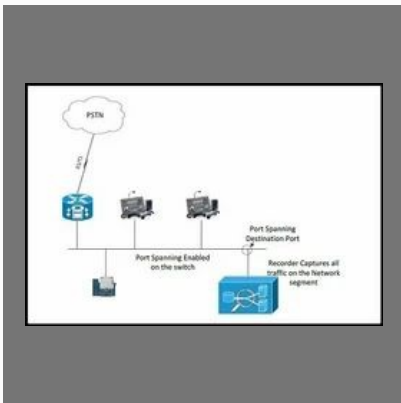 PSTN
Port Spanning
Destination Port
Port Spanning Enabled
on the switch
Recorder Captures all
traffic on the Network
segment